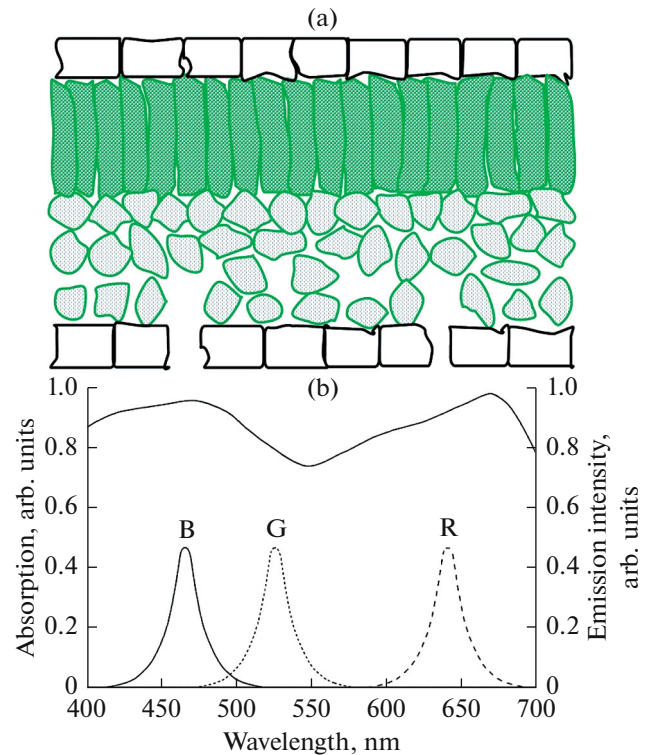 (a)
(b)
1.0
0.8
0.6
0.4
0.2
0
Absorption, arb. units
B
G
R
1.0
0.8
0.6
0.4
0.2
0
Emission intensity,
arb. units
400
450
500
550
600
650
700
Wavelength, nm